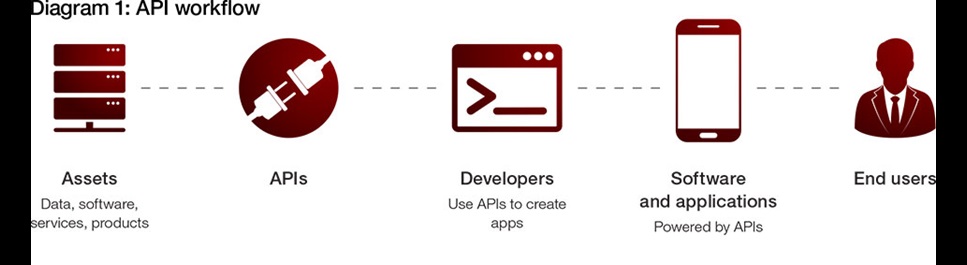 Diagram 1: API workflow
Assets
Data, software,
services, products
APIs
Developers
Use APIs to create
apps
Software
and applications
Powered by APIs
End users